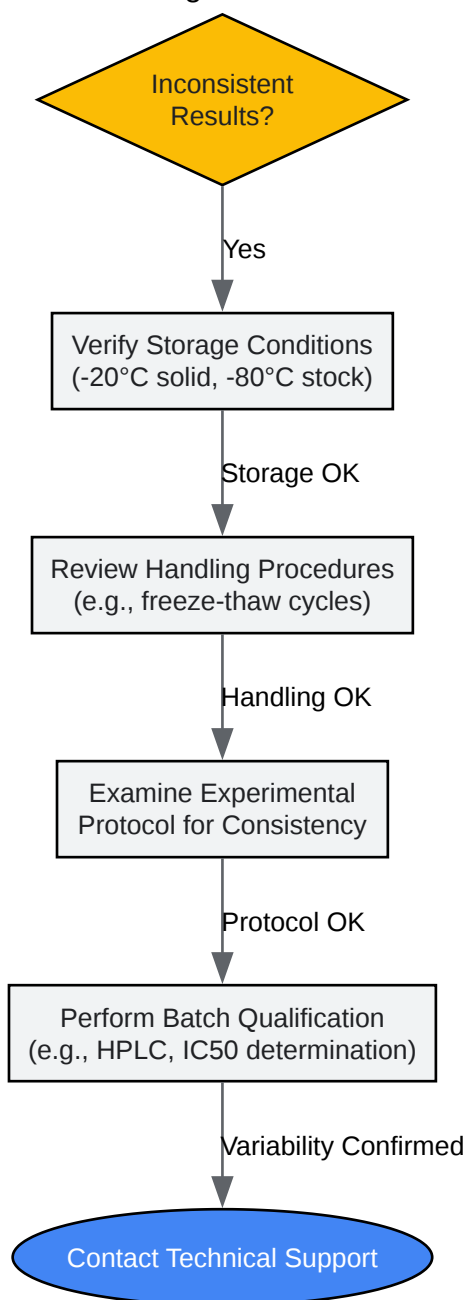 Inconsistent
Results?
Yes
Verify Storage Conditions
(-20°C solid, -80°C stock)
Storage OK
Review Handling Procedures
(e.g., freeze-thaw cycles)
Handling OK
Examine Experimental
Protocol for Consistency
Protocol OK
Perform Batch Qualification
(e.g., HPLC, IC50 determination)
Variability Confirmed
Contact Technical Support